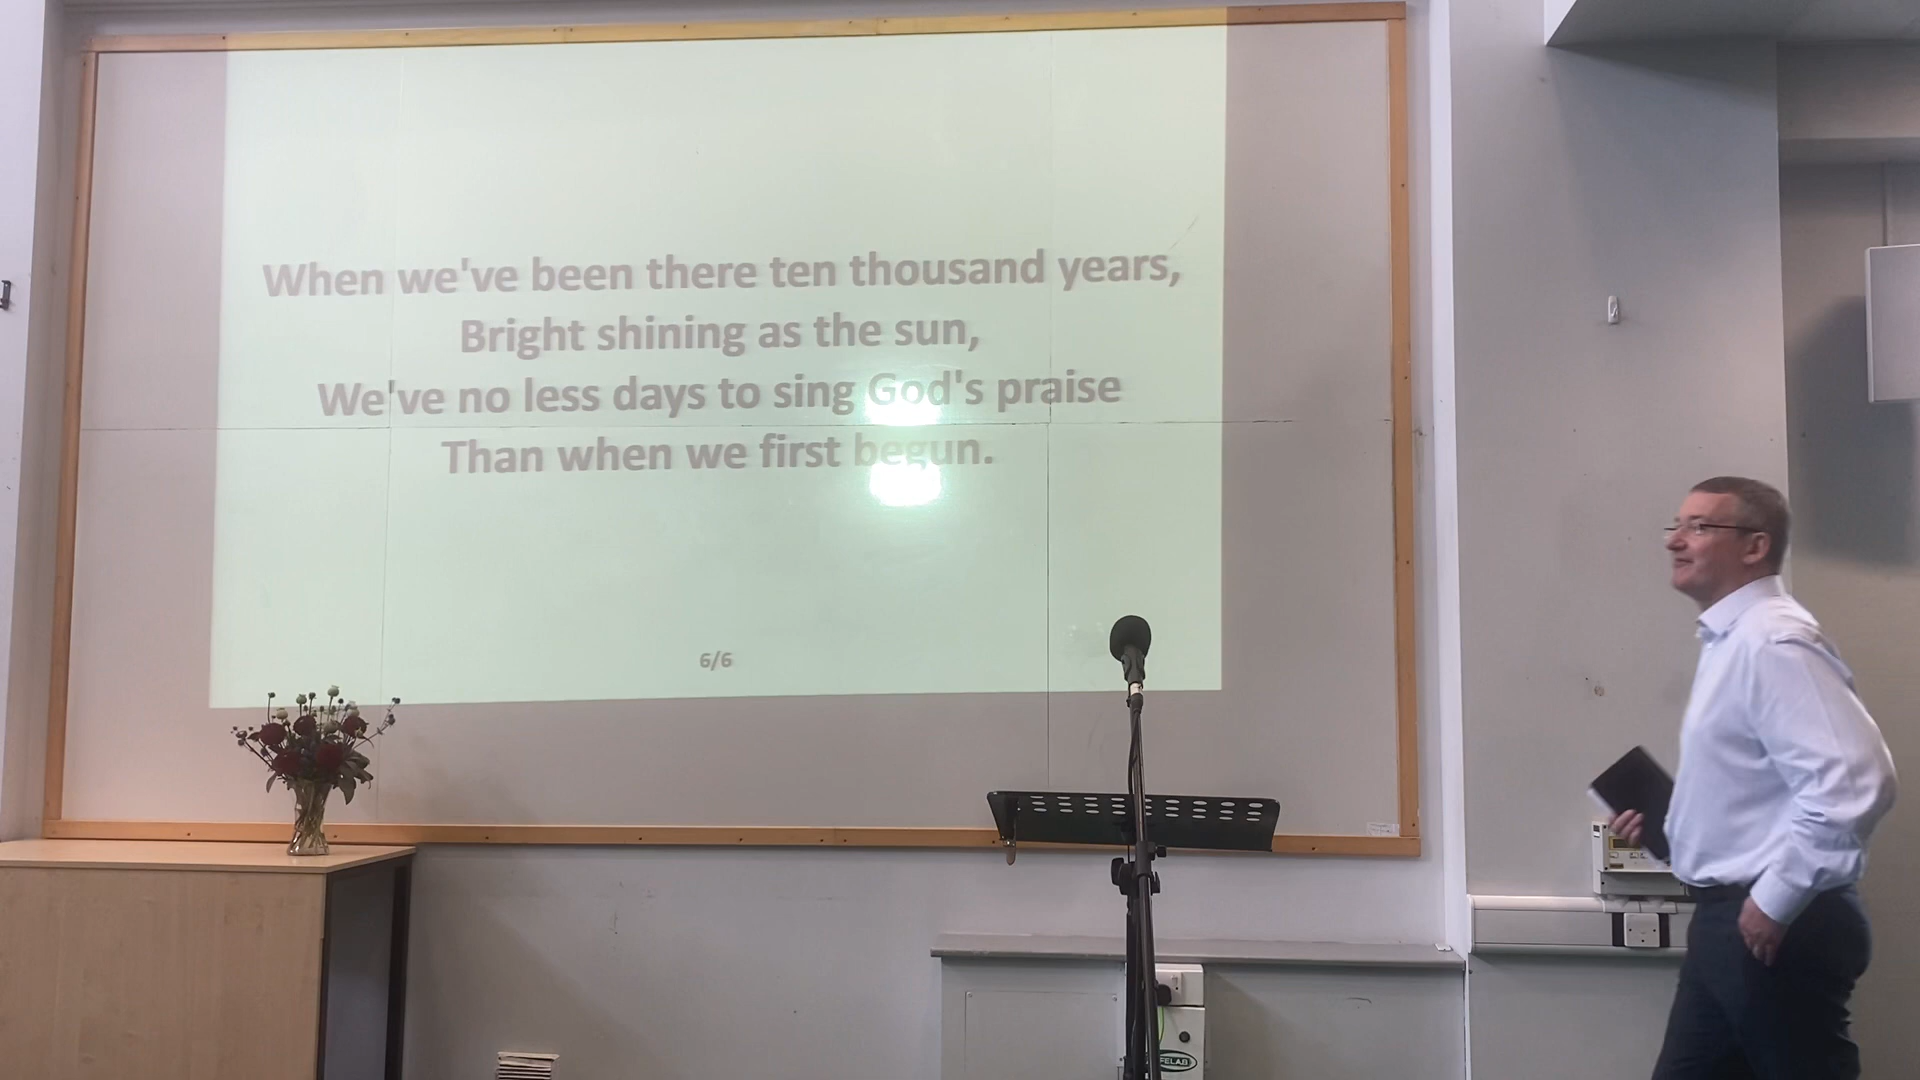 When we've been there ten thousand years,
Bright shining as the sun,
We've no less days to sing God's praise
Than when we first begun.
6/6